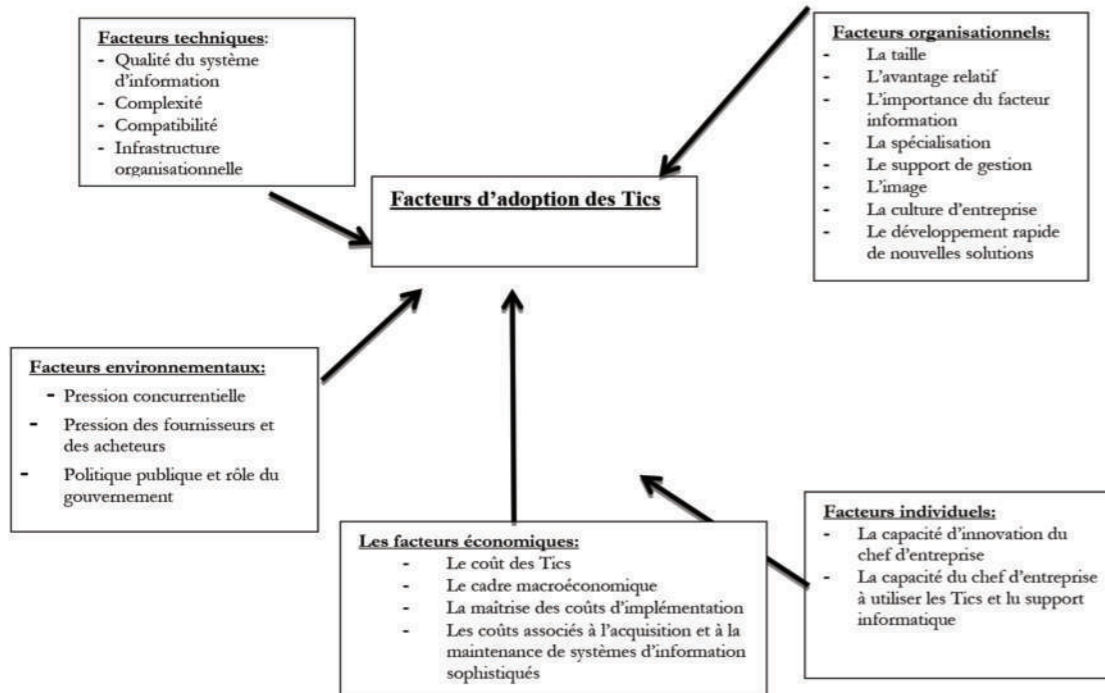 Facteurs techniques:
- Qualité du système
d'information
- Complexité
- Compatibilité
- Infrastructure
organisationnelle
Facteurs organisationnels:
- La taille
- L'avantage relatif
- L'importance du facteur
information
- La spécialisation
- Le support de gestion
- L'image
- La culture d'entreprise
- Le développement rapide
de nouvelles solutions
Facteurs d'adoption des Tics
Facteurs environnementaux:
- Pression concurrentielle
- Pression des fournisseurs et
des acheteurs
- Politique publique et rôle du
gouvernement
Les facteurs économiques:
- Le coût des Tics
- Le cadre macroéconomique
- La maîtrise des coûts d'implémentation
- Les coûts associés à l'acquisition et à la
maintenance de systèmes d'information
sophistiqués
Facteurs individuels:
- La capacité d'innovation du
chef d'entreprise
- La capacité du chef d'entreprise
à utiliser les Tics et lu support
informatique